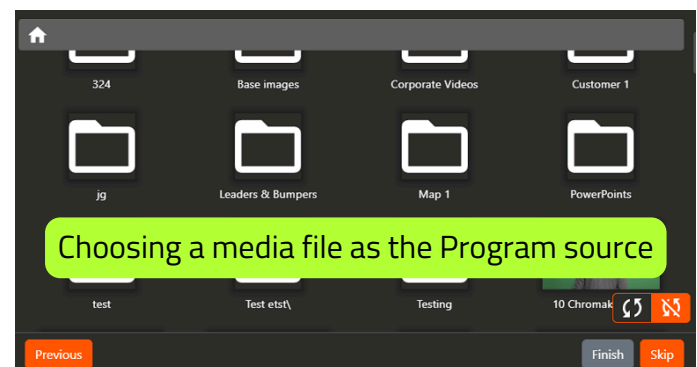 324
Base images
Corporate Videos
Customer 1
jg
Leaders & Bumpers
Map 1
PowerPoints
Choosing a media file as the Program source
test
Test etst\
Testing
10 Chromak
Previous
Finish
Skip